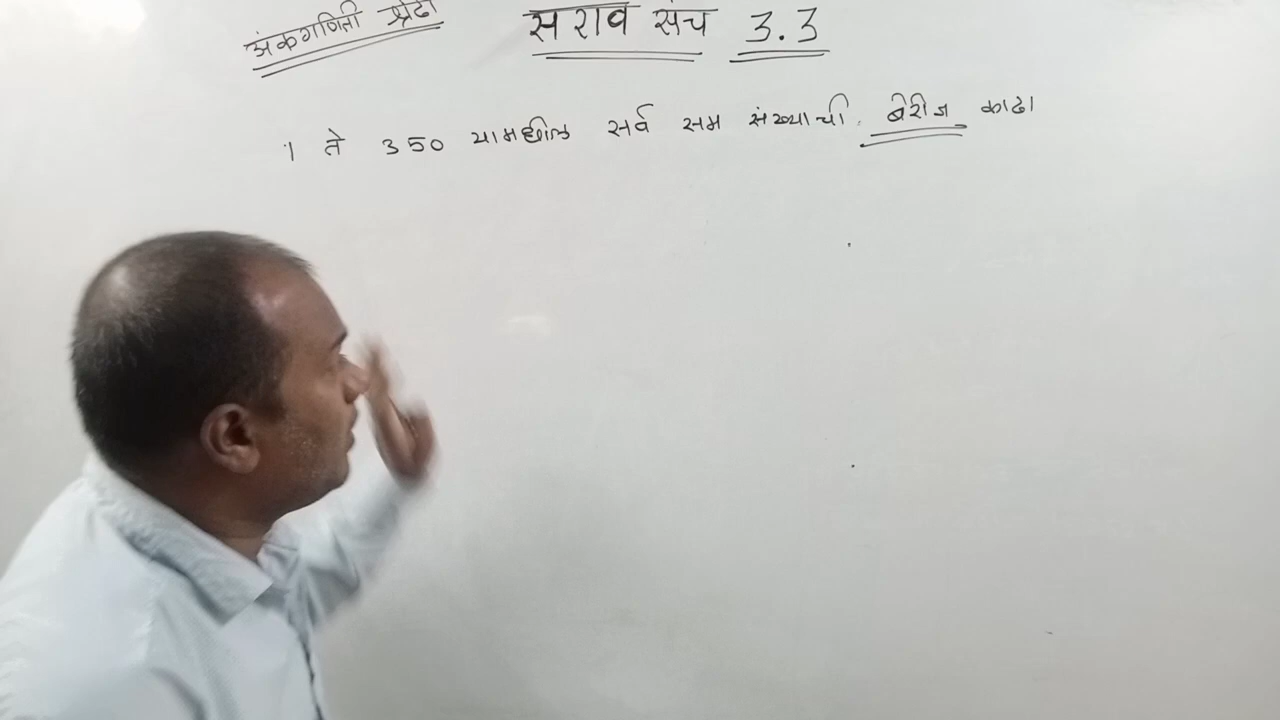 अंकगणिती श्रेढी
सराव संच 3.3
1 ते 350 यामधील सर्व सम संख्याची बेरीज काढा